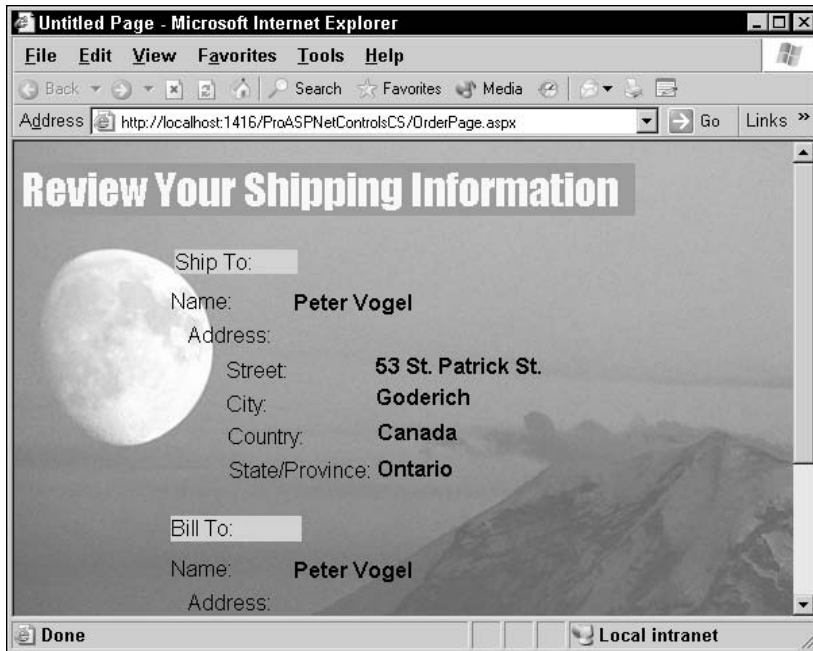 Untitled Page - Microsoft Internet Explorer
File Edit View Favorites Tools Help
Back Search Favorites Media
Address http://localhost:1416/ProASPNetControlsCS/OrderPage.aspx Go Links »
Review Your Shipping Information
Ship To:
Name: Peter Vogel
Address:
Street: 53 St. Patrick St.
City: Goderich
Country: Canada
State/Province: Ontario
Bill To:
Name: Peter Vogel
Address:
Done Local intranet